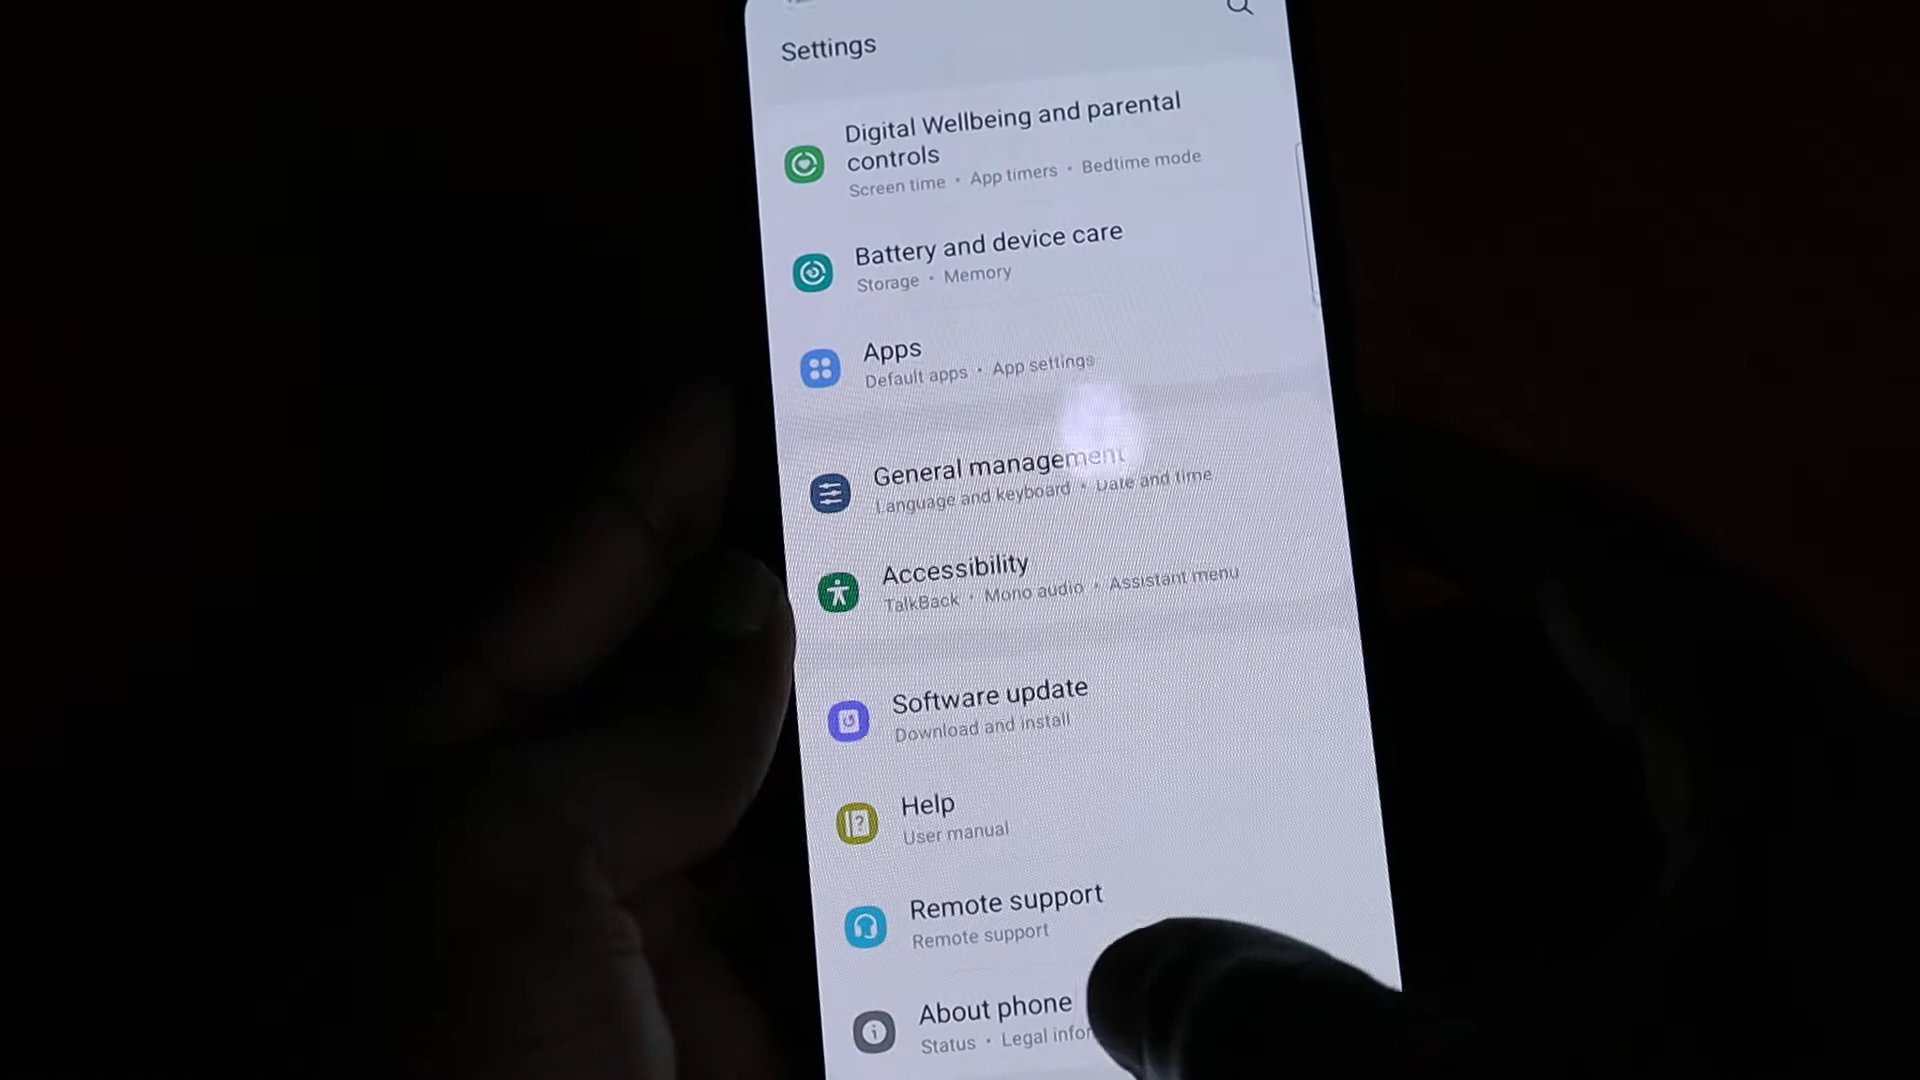 Settings
Digital Wellbeing and parental
controls
Screen time • App timers • Bedtime mode
Battery and device care
Storage • Memory
Apps
Default apps • App settings
General management
Language and keyboard • Date and time
Accessibility
TalkBack • Mono audio • Assistant menu
Software update
Download and install
Help
User manual
Remote support
Remote support
About phone
Status • Legal infor